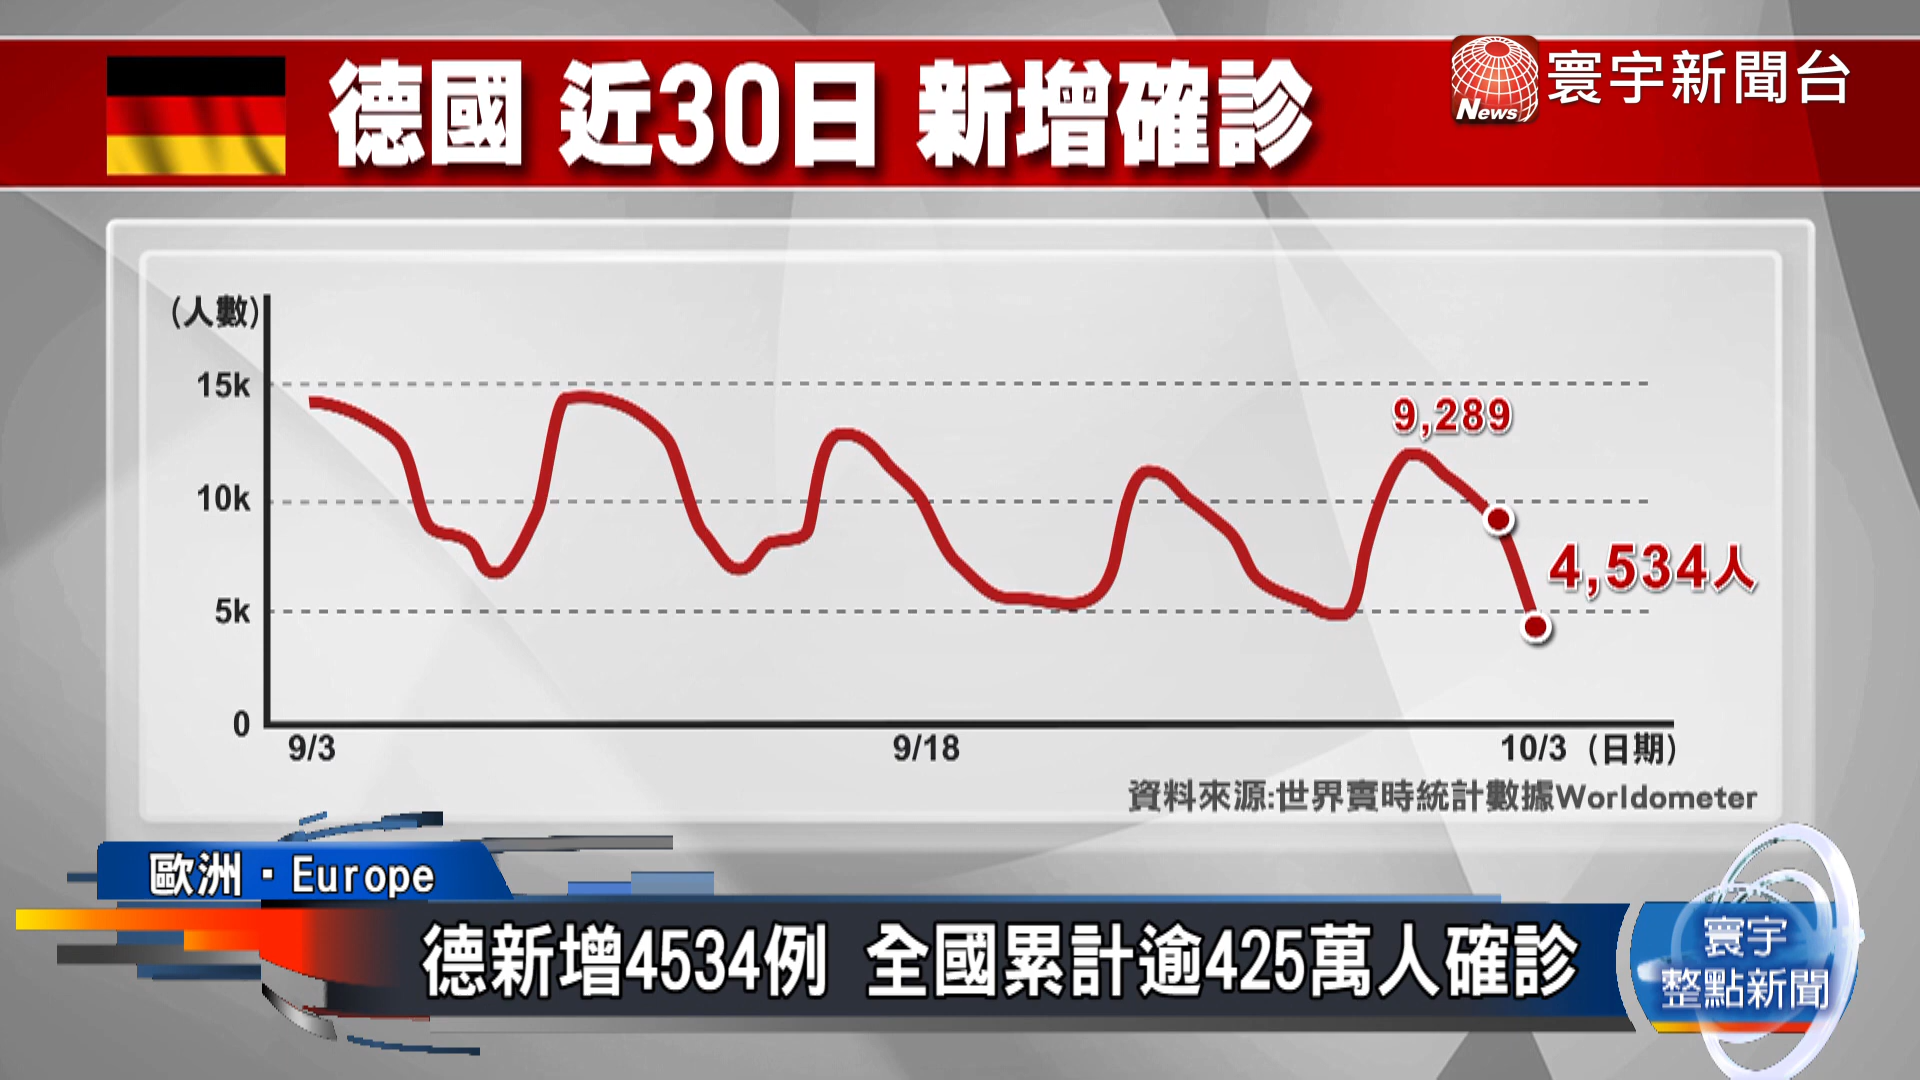 德國 近30日 新增確診
News
寰宇新聞台
(人數)
15k
10k
5k
0
9,289
4,534人
9/3
9/18
10/3
(日期)
資料來源:世界實時統計數據Worldometer
歐洲·Europe
德新增4534例 全國累計逾425萬人確診
寰宇
整點新聞